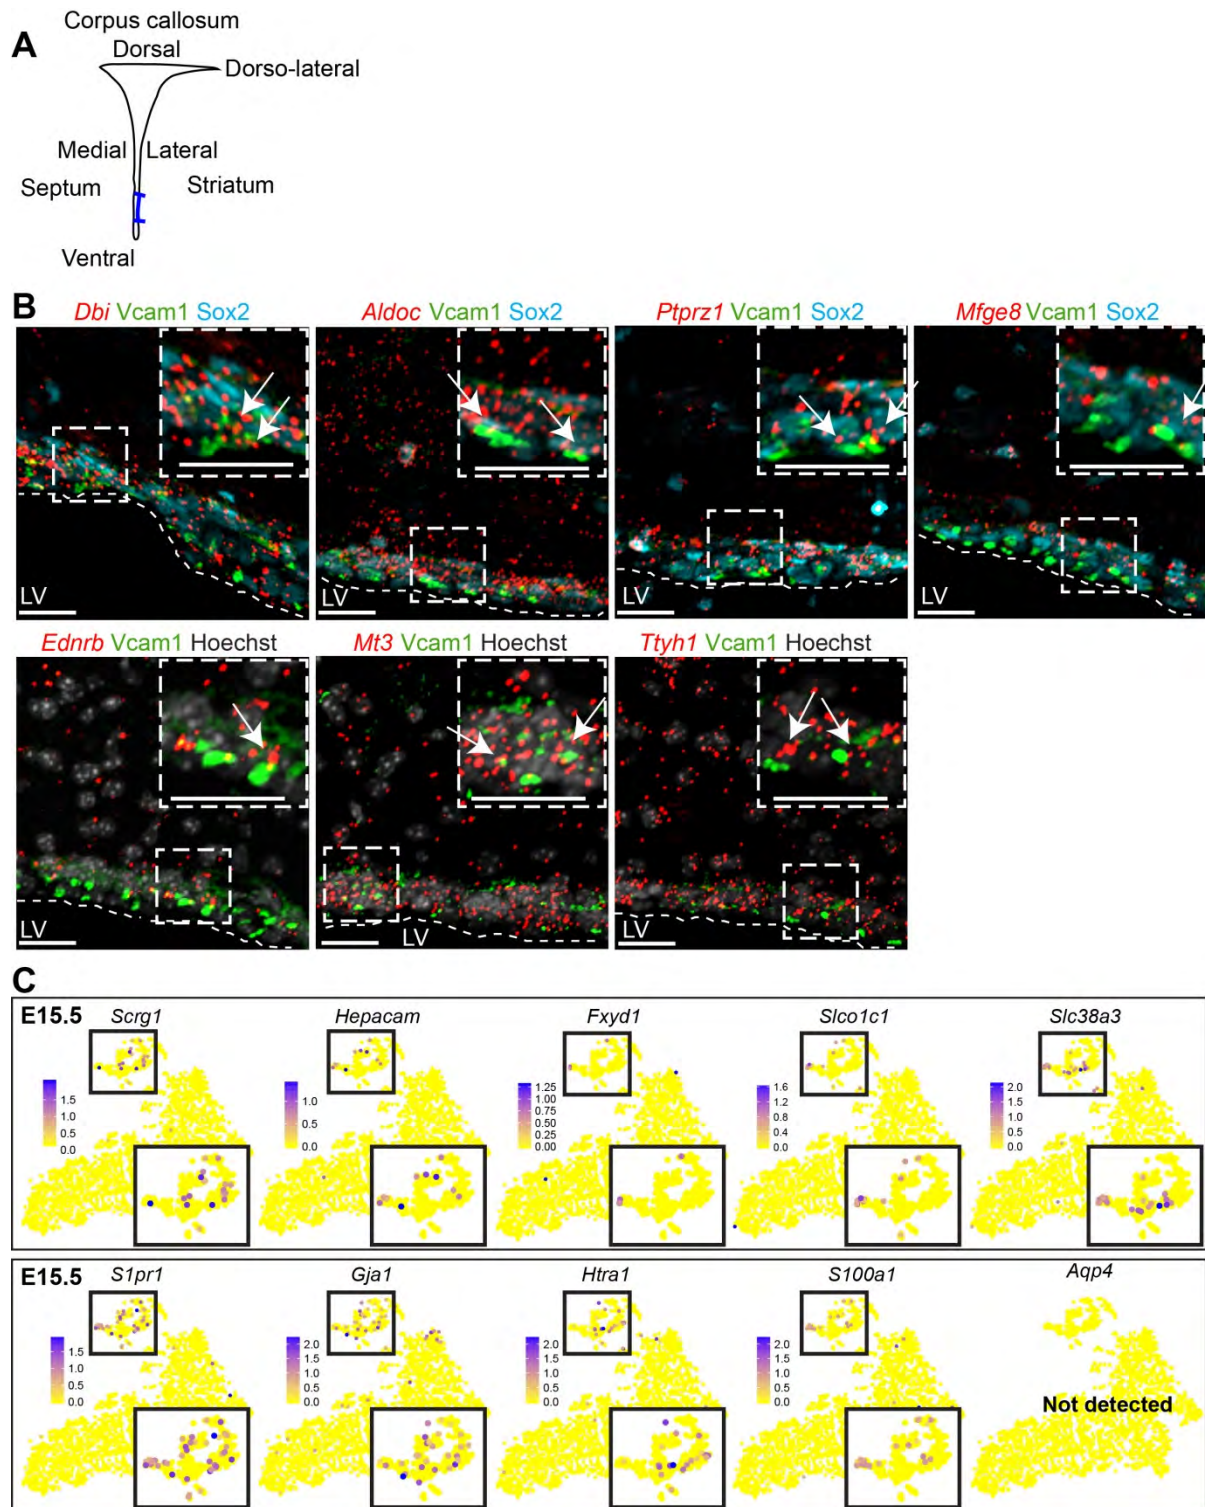 A
Corpus callosum
Dorsal
Dorso-lateral
Medial Lateral
Septum Striatum
Ventral
B
Dbi Vcam1 Sox2 Aldoc Vcam1 Sox2 Ptprz1 Vcam1 Sox2 Mfge8 Vcam1 Sox2
LV LV LV LV
Ednrb Vcam1 Hoechst Mt3 Vcam1 Hoechst Ttyh1 Vcam1 Hoechst
LV LV LV
C
E15.5 Scrg1 Hepacam Fxyd1 Slco1c1 Slc38a3
1.5
1.0
0.5
0.0
1.0
0.5
0.0
1.25
1.00
0.75
0.50
0.25
0.00
1.6
1.2
0.8
0.4
0.0
2.0
1.5
1.0
0.5
0.0
E15.5 S1pr1 Gja1 Htra1 S100a1 Aqp4
1.5
1.0
0.5
0.0
2.0
1.5
1.0
0.5
0.0
2.0
1.5
1.0
0.5
0.0
2.0
1.5
1.0
0.5
0.0
Not detected